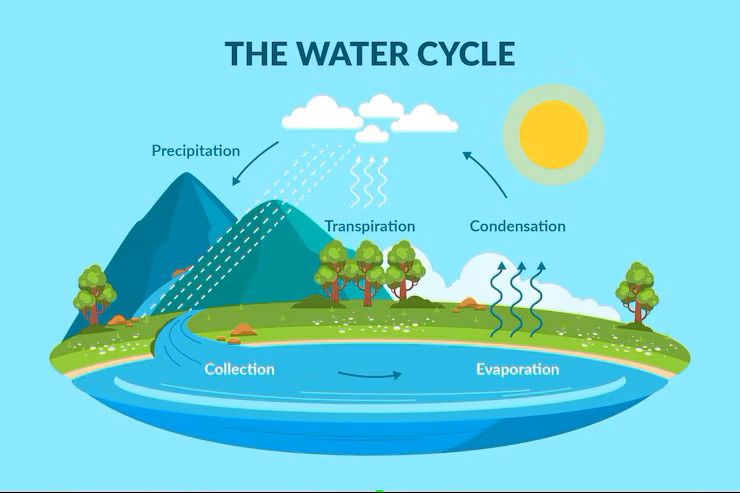 THE WATER CYCLE
Precipitation
Transpiration
Condensation
Collection
Evaporation